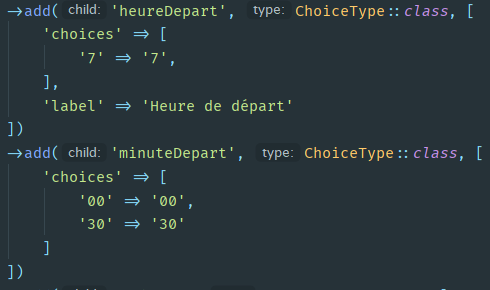 ->add( child: 'heureDepart', type: ChoiceType::class, [
'choices' => [
'7' => '7',
],
'label' => 'Heure de départ'
])
->add( child: 'minuteDepart', type: ChoiceType::class, [
'choices' => [
'00' => '00',
'30' => '30'
]
])